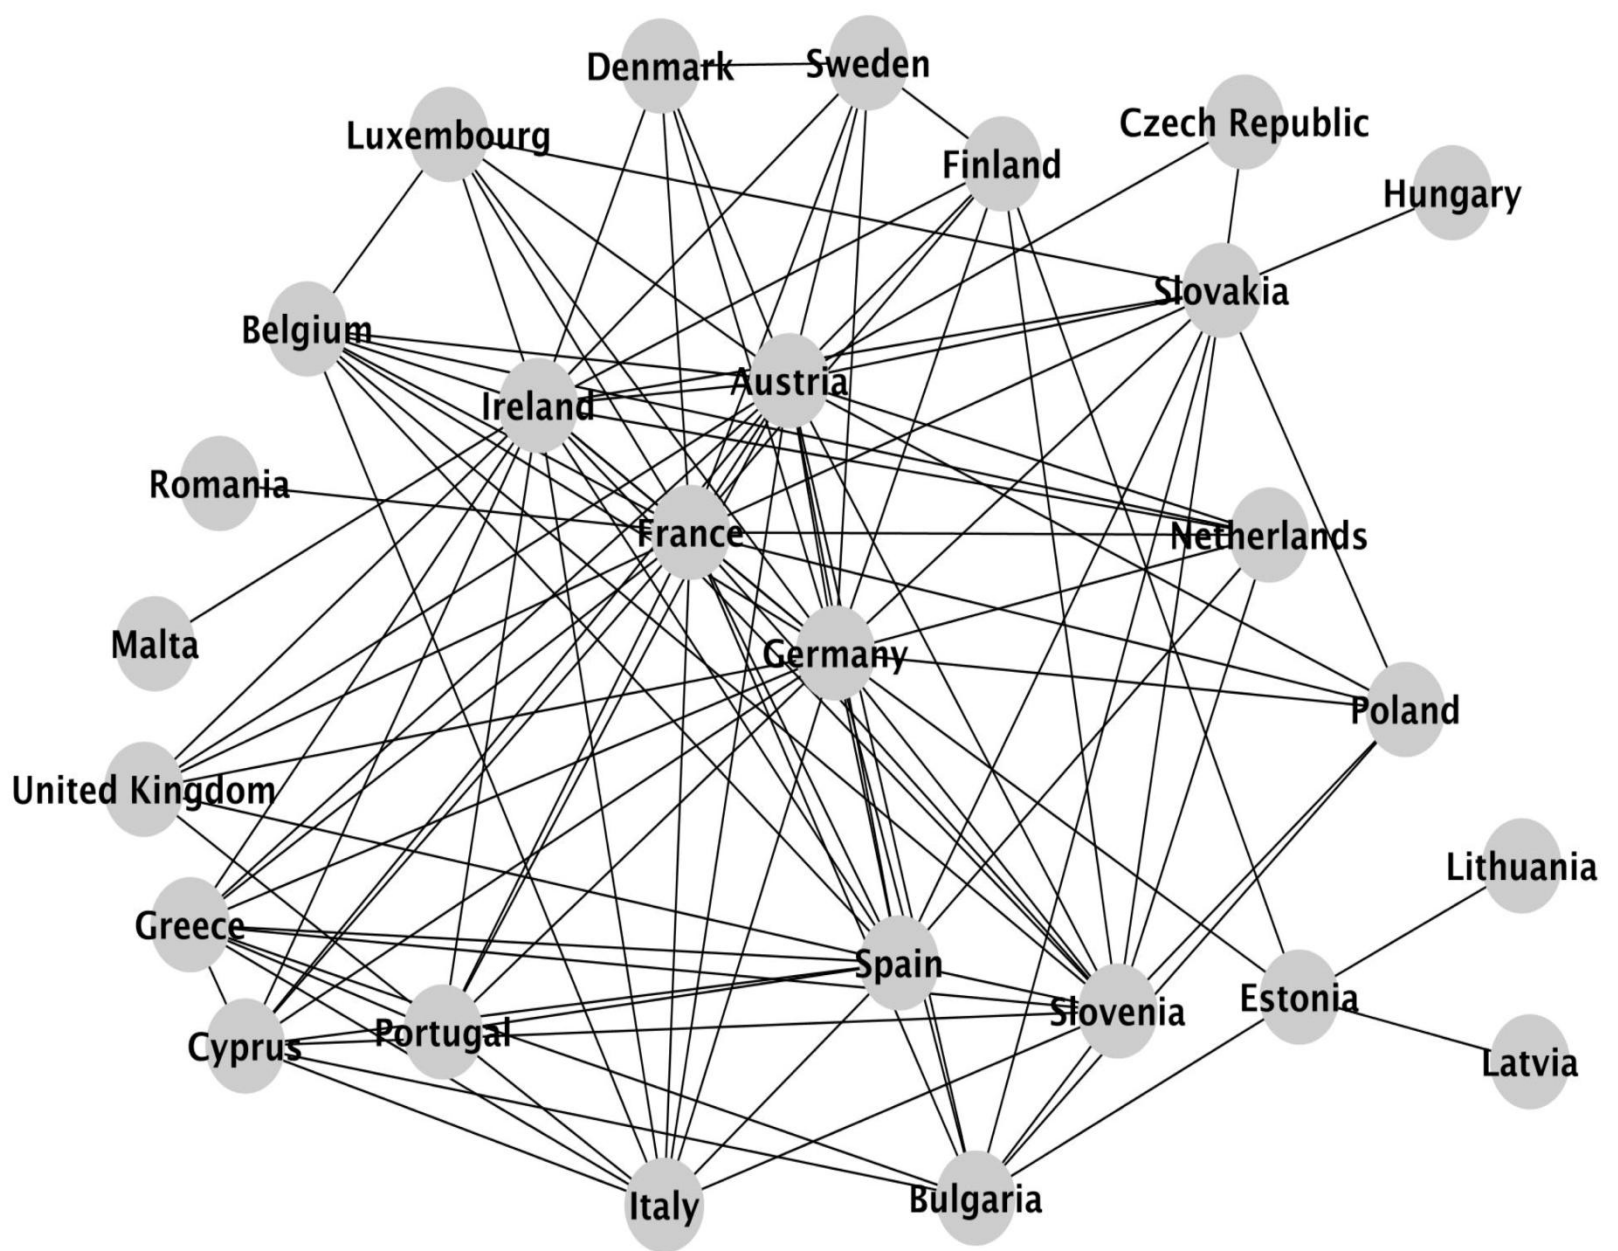 Denmark
Sweden
Luxembourg
Finland
Czech Republic
Hungary
Slovakia
Belgium
Austria
Ireland
Romania
France
Netherlands
Malta
Germany
Poland
United Kingdom
Lithuania
Greece
Spain
Slovenia
Estonia
Cyprus
Portugal
Latvia
Italy
Bulgaria